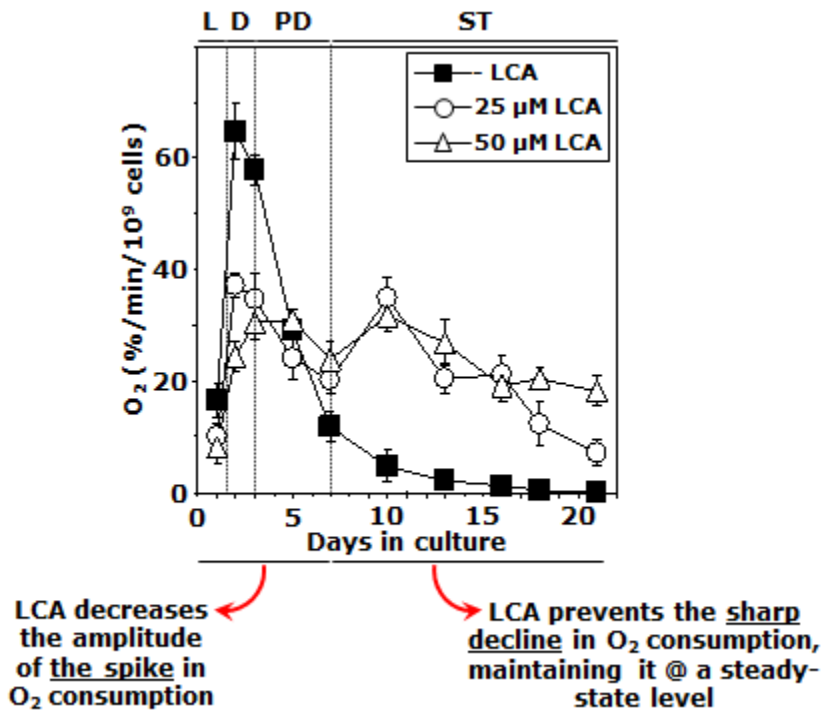 L D PD ST
- LCA
25 µM LCA
50 µM LCA
O₂ (%/min/10⁹ cells)
60
40
20
0
0 5 10 15 20
Days in culture
LCA decreases
the amplitude
of the spike in
O₂ consumption
LCA prevents the sharp
decline in O₂ consumption,
maintaining it @ a steady-
state level